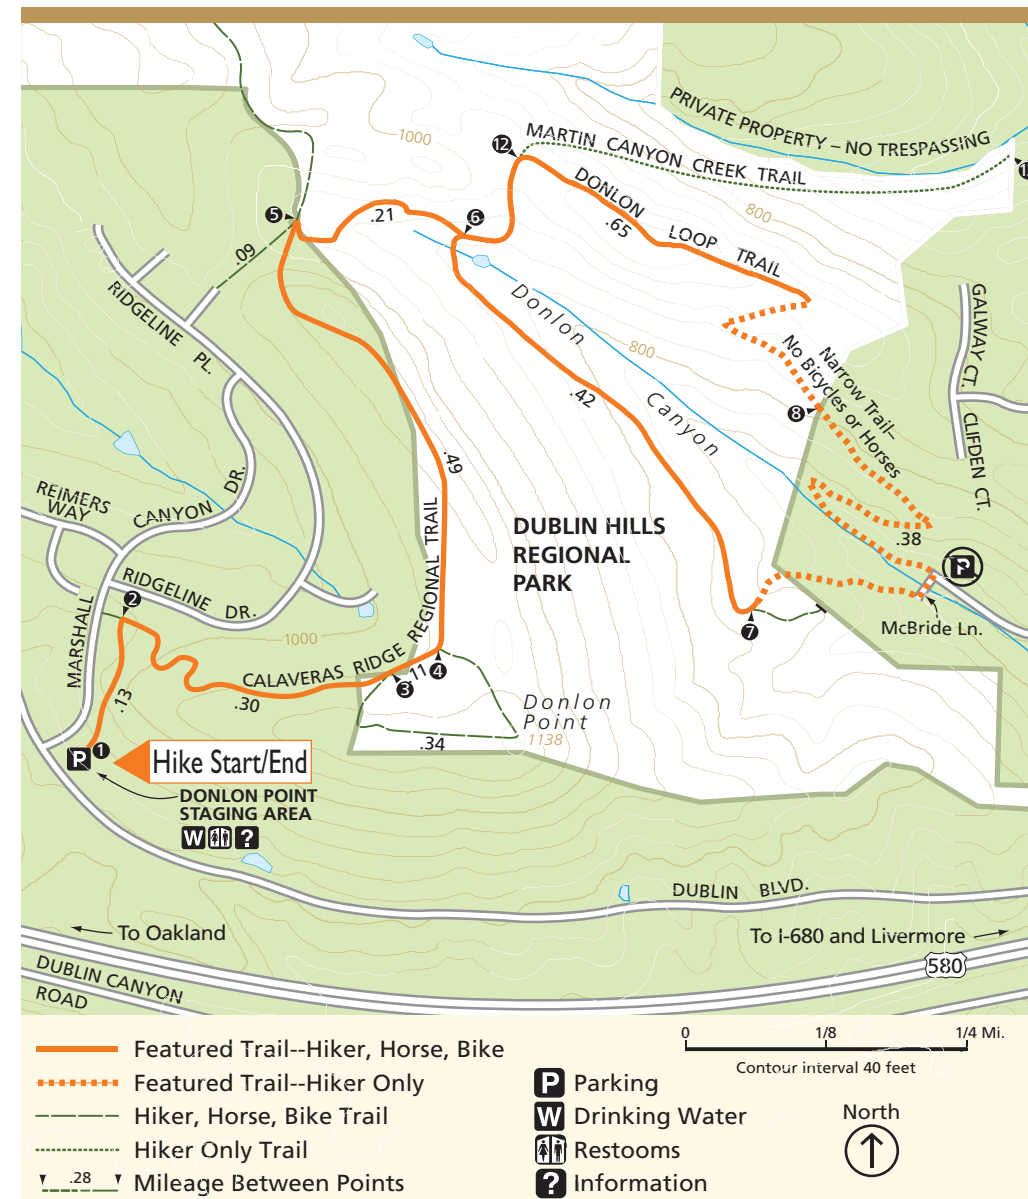 1000
12
MARTIN CANYON CREEK TRAIL
PRIVATE PROPERTY – NO TRESPASSING
5
.21
6
DONLON LOOP TRAIL
.65
800
.09
RIDGELINE PL.
Donlon Canyon
800
.42
Narrow Trail–
No Bicycles or Horses
8
GALWAY CT.
CLIFDEN CT.
.49
REIMERS
WAY
CANYON DR.
DUBLIN HILLS
REGIONAL
PARK
.38
P
RIDGELINE DR.
2
MARSHALL
1000
CALAVERAS RIDGE REGIONAL TRAIL
7
McBride Ln.
.13
.30
3
.11
4
Donlon
Point
1138
.34
P
1
Hike Start/End
DONLON POINT
STAGING AREA
W
?
DUBLIN BLVD.
To Oakland
To I-680 and Livermore
580
DUBLIN CANYON
ROAD
0 1/8 1/4 Mi.
Contour interval 40 feet
Featured Trail--Hiker, Horse, Bike
Featured Trail--Hiker Only
Hiker, Horse, Bike Trail
Hiker Only Trail
.28 Mileage Between Points
P Parking
W Drinking Water
Restooms
? Information
North